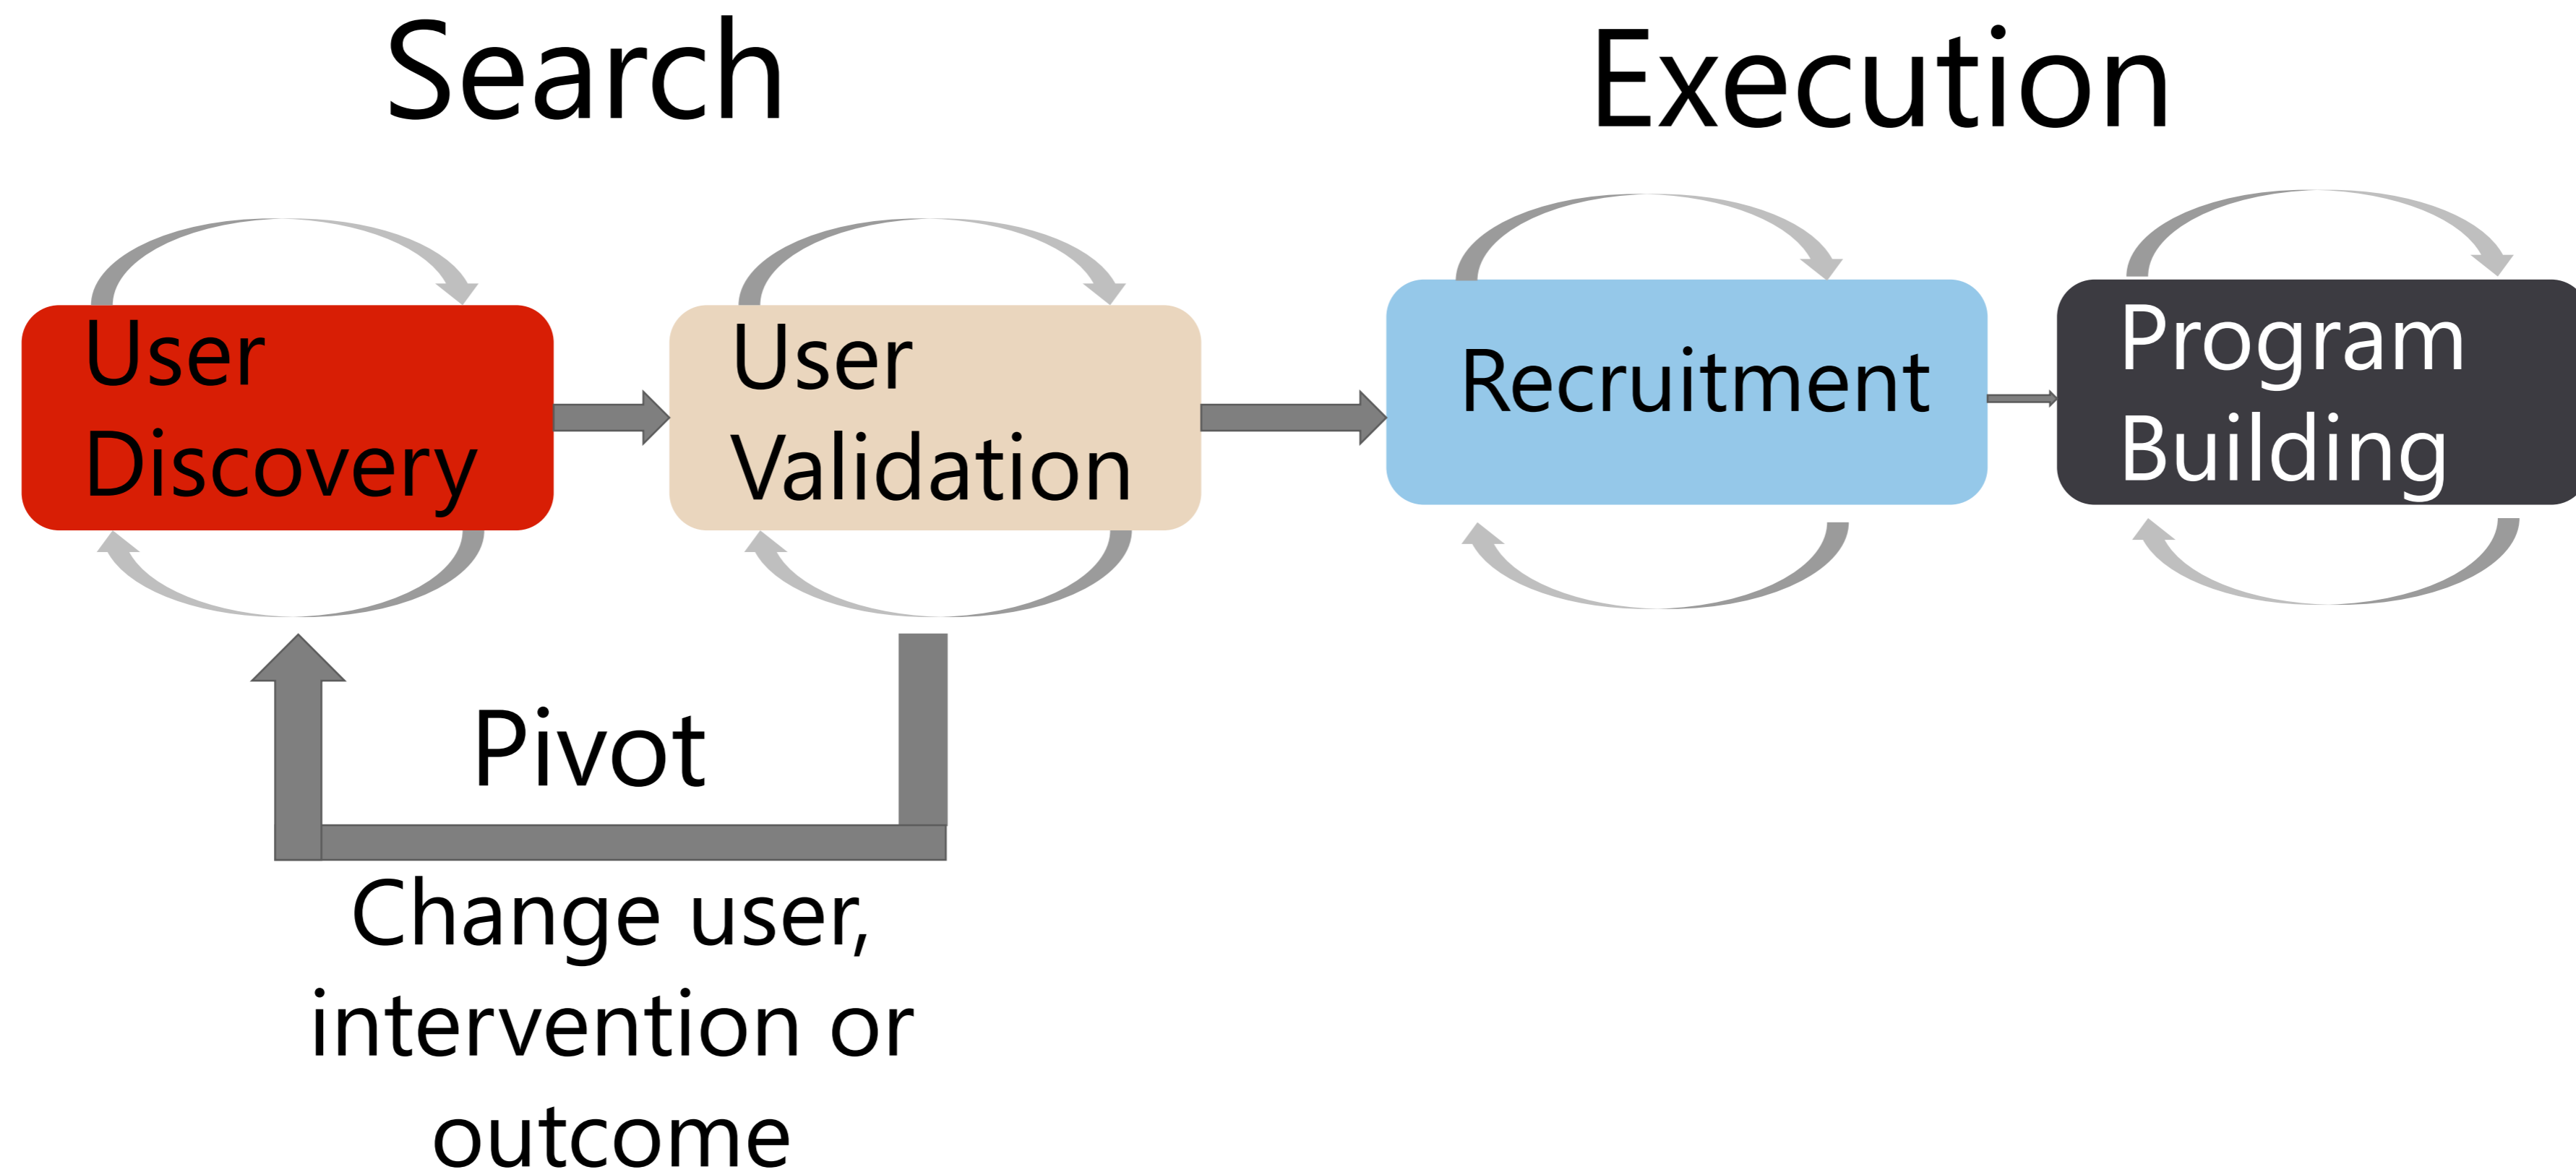 Search
Execution
User
Discovery
User
Validation
Recruitment
Program
Building
Pivot
Change user,
intervention or
outcome